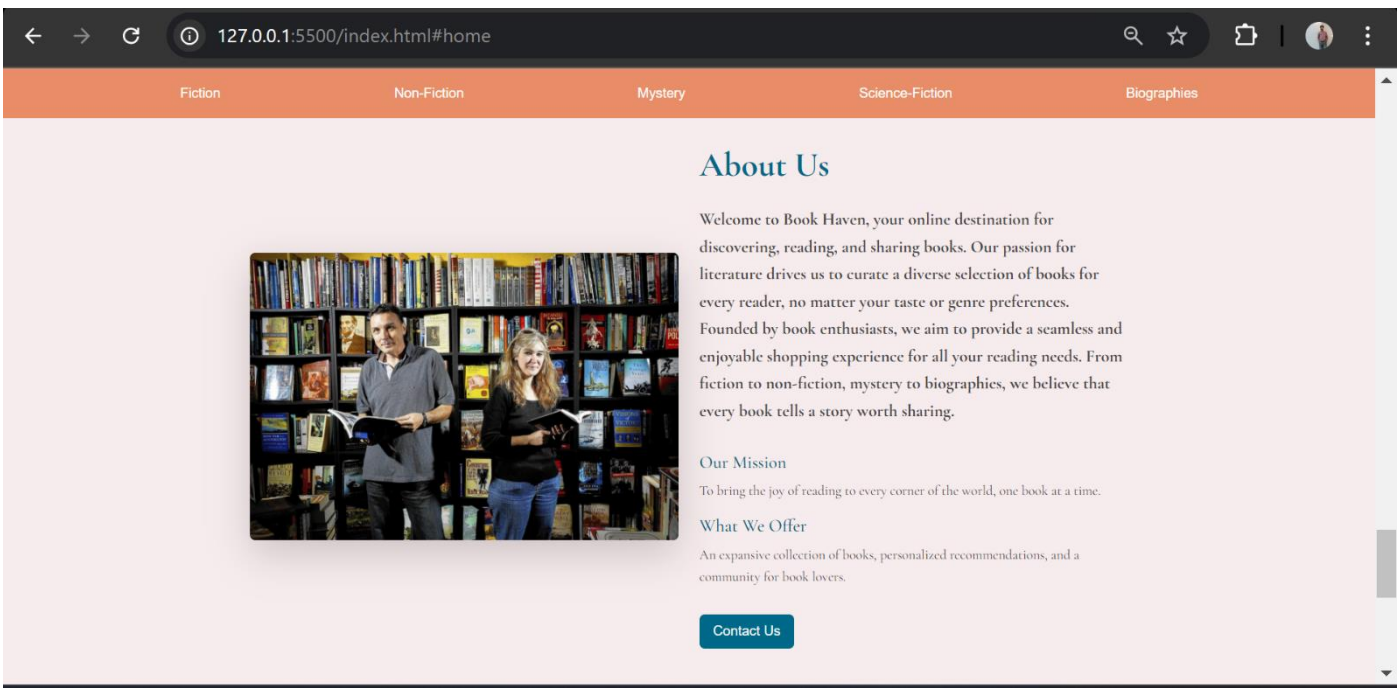 127.0.0.1:5500/index.html#home
Fiction Non-Fiction Mystery Science-Fiction Biographies
About Us
Welcome to Book Haven, your online destination for
discovering, reading, and sharing books. Our passion for
literature drives us to curate a diverse selection of books for
every reader, no matter your taste or genre preferences.
Founded by book enthusiasts, we aim to provide a seamless and
enjoyable shopping experience for all your reading needs. From
fiction to non-fiction, mystery to biographies, we believe that
every book tells a story worth sharing.
Our Mission
To bring the joy of reading to every corner of the world, one book at a time.
What We Offer
An expansive collection of books, personalized recommendations, and a
community for book lovers.
Contact Us